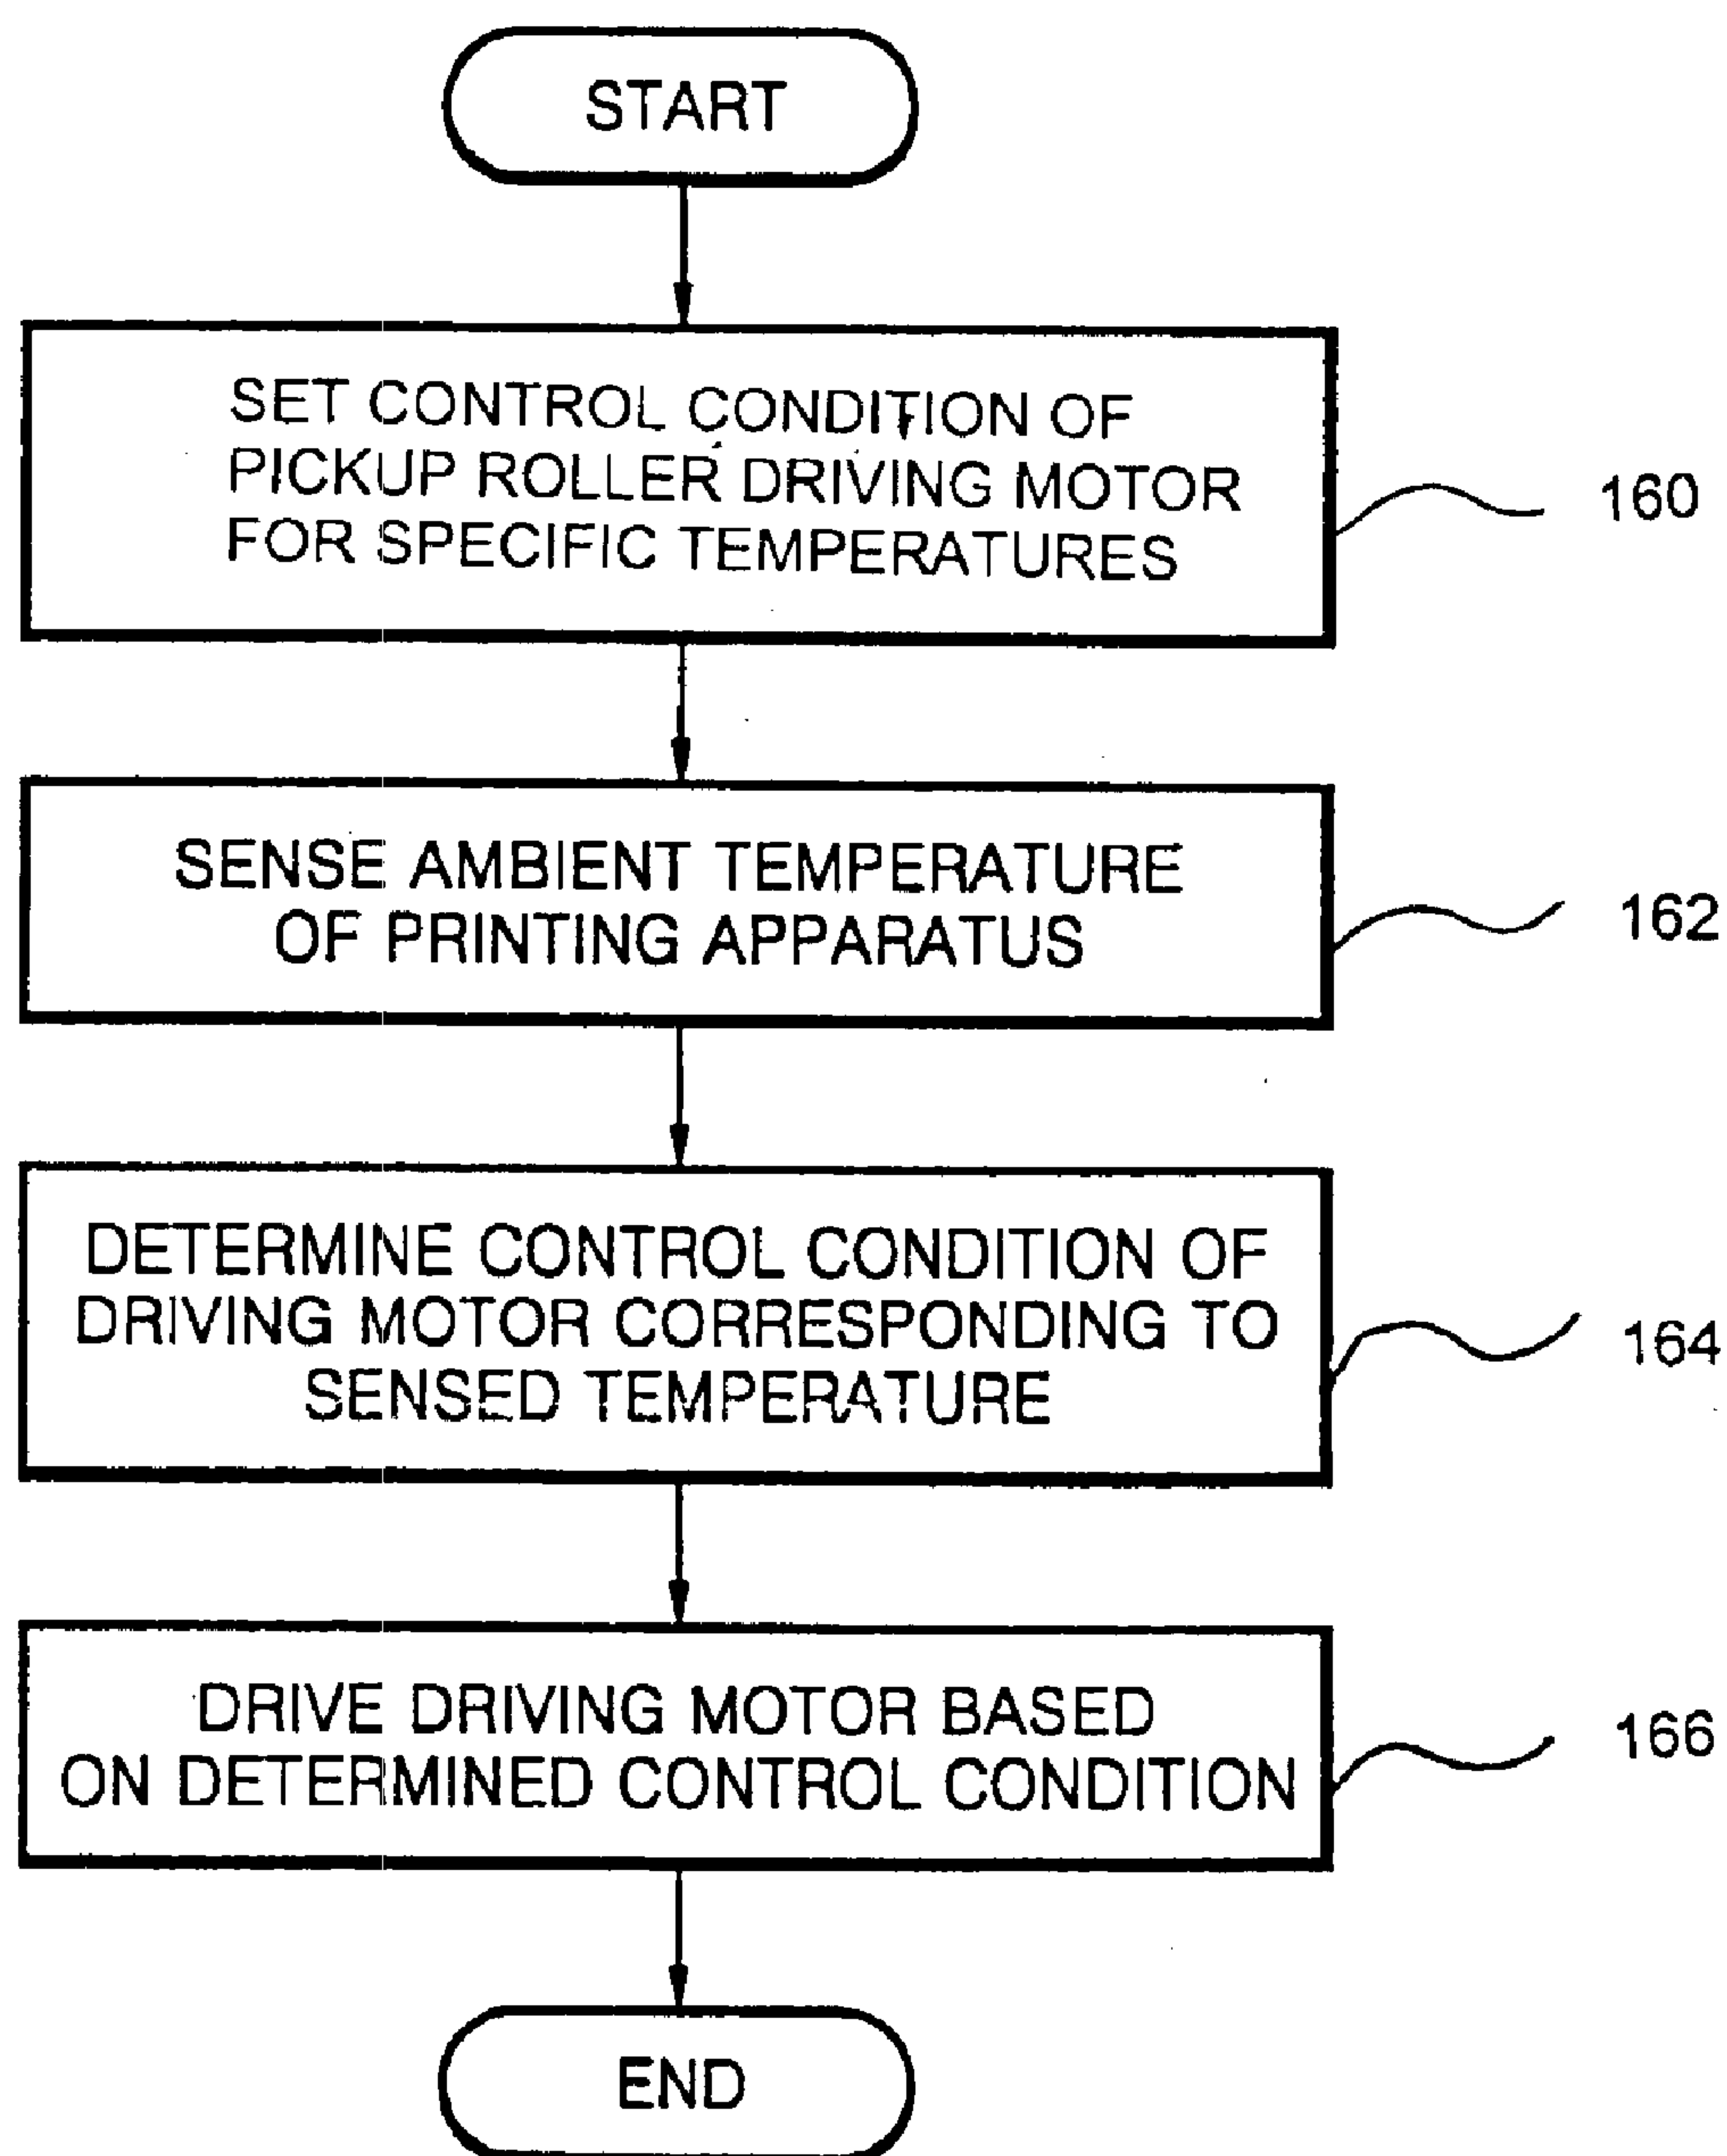 START
SET CONTROL CONDITION OF
PICKUP ROLLER DRIVING MOTOR
FOR SPECIFIC TEMPERATURES
160
SENSE AMBIENT TEMPERATURE
OF PRINTING APPARATUS
162
DETERMINE CONTROL CONDITION OF
DRIVING MOTOR CORRESPONDING TO
SENSED TEMPERATURE
164
DRIVE DRIVING MOTOR BASED
ON DETERMINED CONTROL CONDITION
166
END